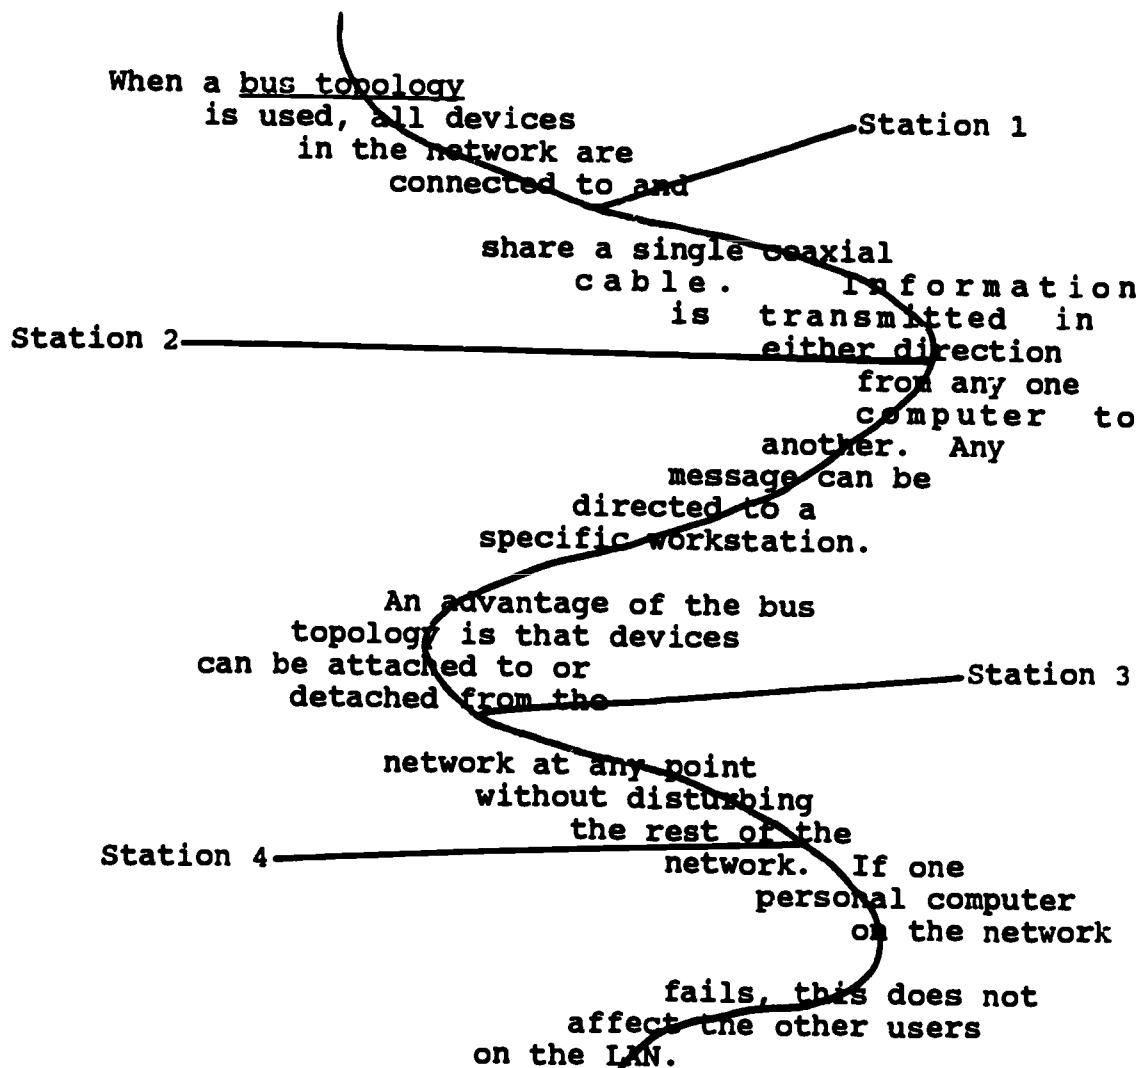 When a bus topology
is used, all devices
Station 1
in the network are
connected to and
share a single coaxial
cable. Information
is transmitted in
Station 2
either direction
from any one
computer to
another. Any
message can be
directed to a
specific workstation.
An advantage of the bus
topology is that devices
can be attached to or
Station 3
detached from the
network at any point
without disturbing
the rest of the
Station 4
network. If one
personal computer
on the network
fails, this does not
affect the other users
on the LAN.